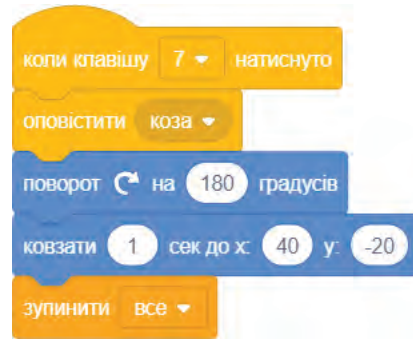 коли клавішу 7 натиснуто
оповістити коза
поворот на 180 градусів
ковзати 1 сек до x: 40 y: -20
зупинити все